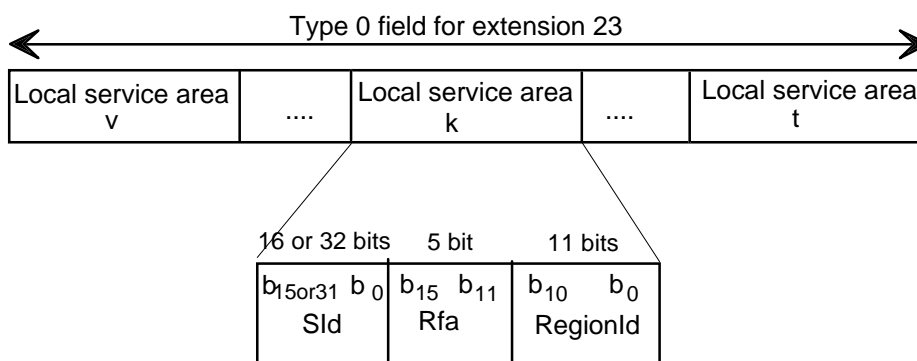 Type 0 field for extension 23
Local service area .... Local service area .... Local service area
v k t
16 or 32 bits 5 bit 11 bits
b15or31 b0 b15 b11 b10 b0
SId Rfa RegionId